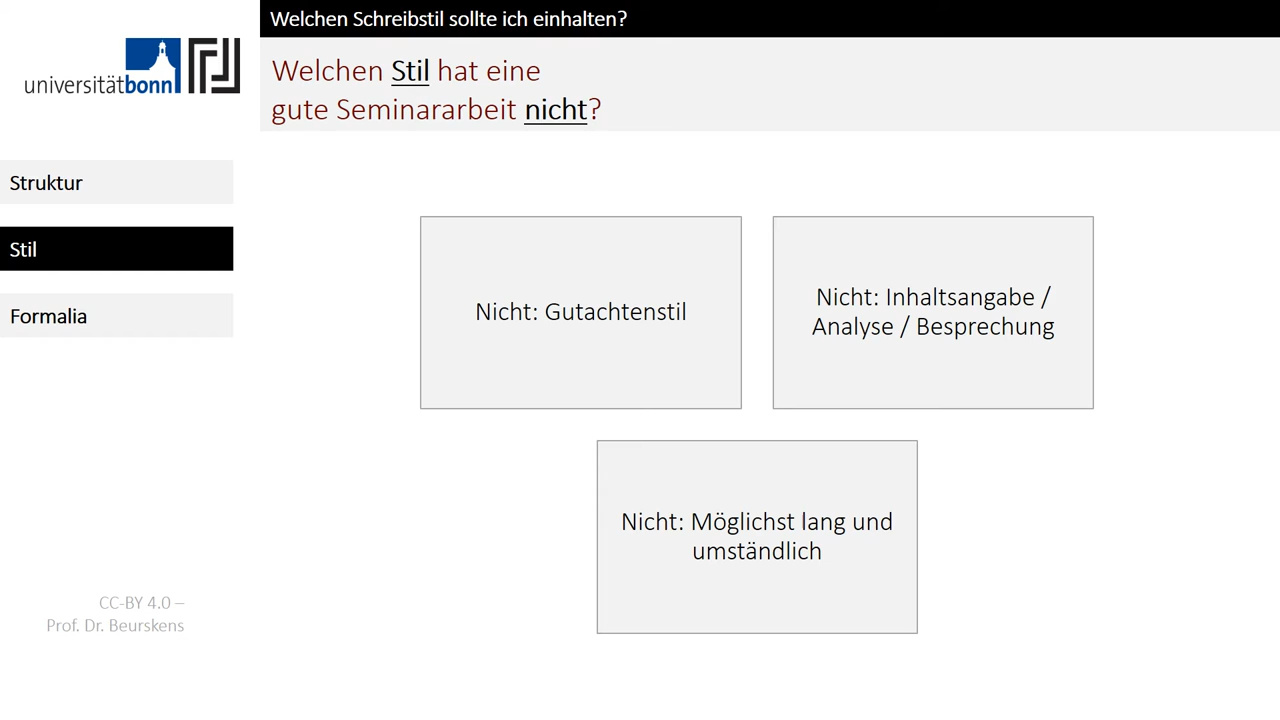 Welchen Schreibstil sollte ich einhalten?
Welchen Stil hat eine
gute Seminararbeit nicht?
universitätbonn
Struktur
Stil
Formalia
Nicht: Gutachtenstil
Nicht: Inhaltsangabe /
Analyse / Besprechung
Nicht: Möglichst lang und
umständlich
CC-BY 4.0 –
Prof. Dr. Beurskens